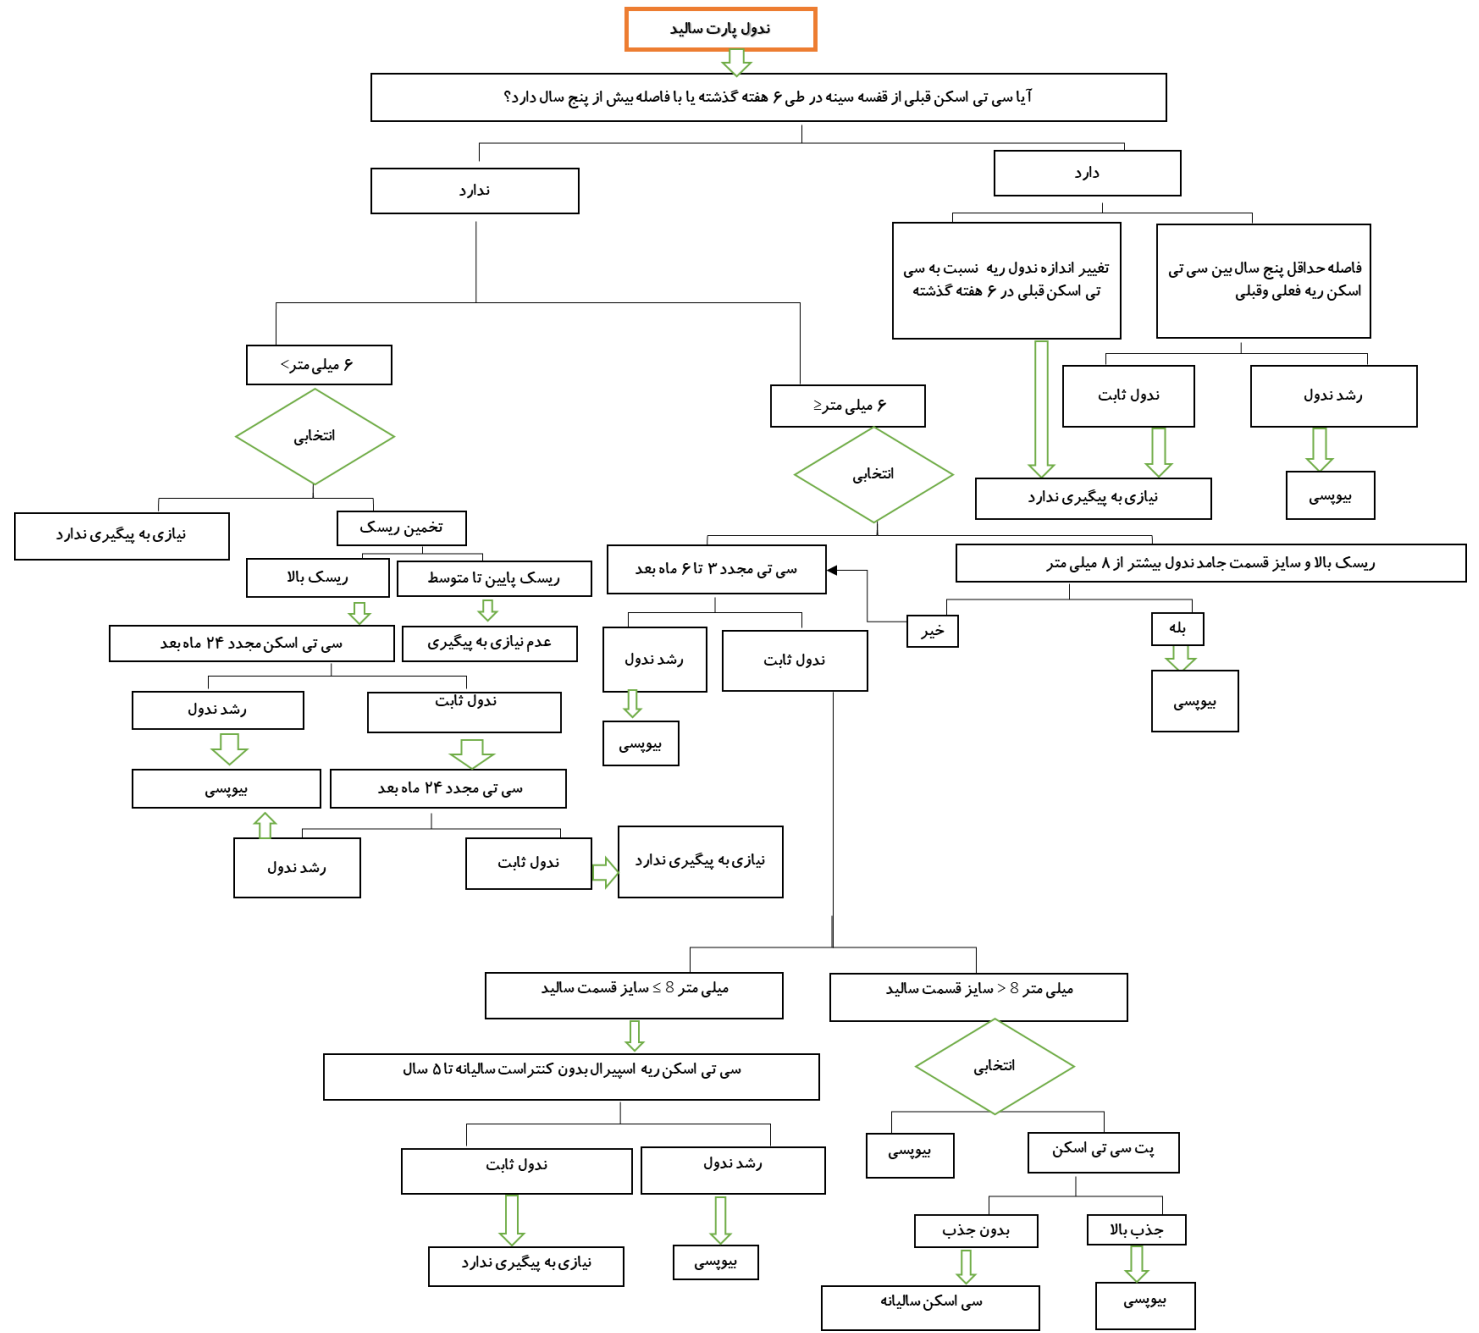 ندول پارت سالید
آیا سی تی اسکن قبلی از قفسه سینه در طی ۶ هفته گذشته یا با فاصله بیش از پنج سال دارد؟
دارد
ندارد
فاصله حداقل پنج سال بین سی تی
اسکن ریه فعلی وقبلی
تغییر اندازه ندول ریه نسبت به سی
تی اسکن قبلی در ۶ هفته گذشته
رشد ندول
ندول ثابت
بیوپسی
نیازی به پیگیری ندارد
۶ میلی متر≤
۶ میلی متر>
انتخابی
انتخابی
ریسک بالا و سایز قسمت جامد ندول بیشتر از ۸ میلی متر
سی تی مجدد ۳ تا ۶ ماه بعد
بله
خیر
بیوپسی
ندول ثابت
رشد ندول
بیوپسی
تخمین ریسک
نیازی به پیگیری ندارد
ریسک پایین تا متوسط
ریسک بالا
عدم نیازی به پیگیری
سی تی اسکن مجدد ۲۴ ماه بعد
ندول ثابت
رشد ندول
سی تی مجدد ۲۴ ماه بعد
بیوپسی
ندول ثابت
رشد ندول
نیازی به پیگیری ندارد
میلی متر 8 < سایز قسمت سالید
میلی متر 8 ≥ سایز قسمت سالید
انتخابی
سی تی اسکن ریه اسپیرال بدون کنتراست سالیانه تا ۵ سال
پت سی تی اسکن
بیوپسی
رشد ندول
ندول ثابت
جذب بالا
بدون جذب
بیوپسی
نیازی به پیگیری ندارد
بیوپسی
سی اسکن سالیانه